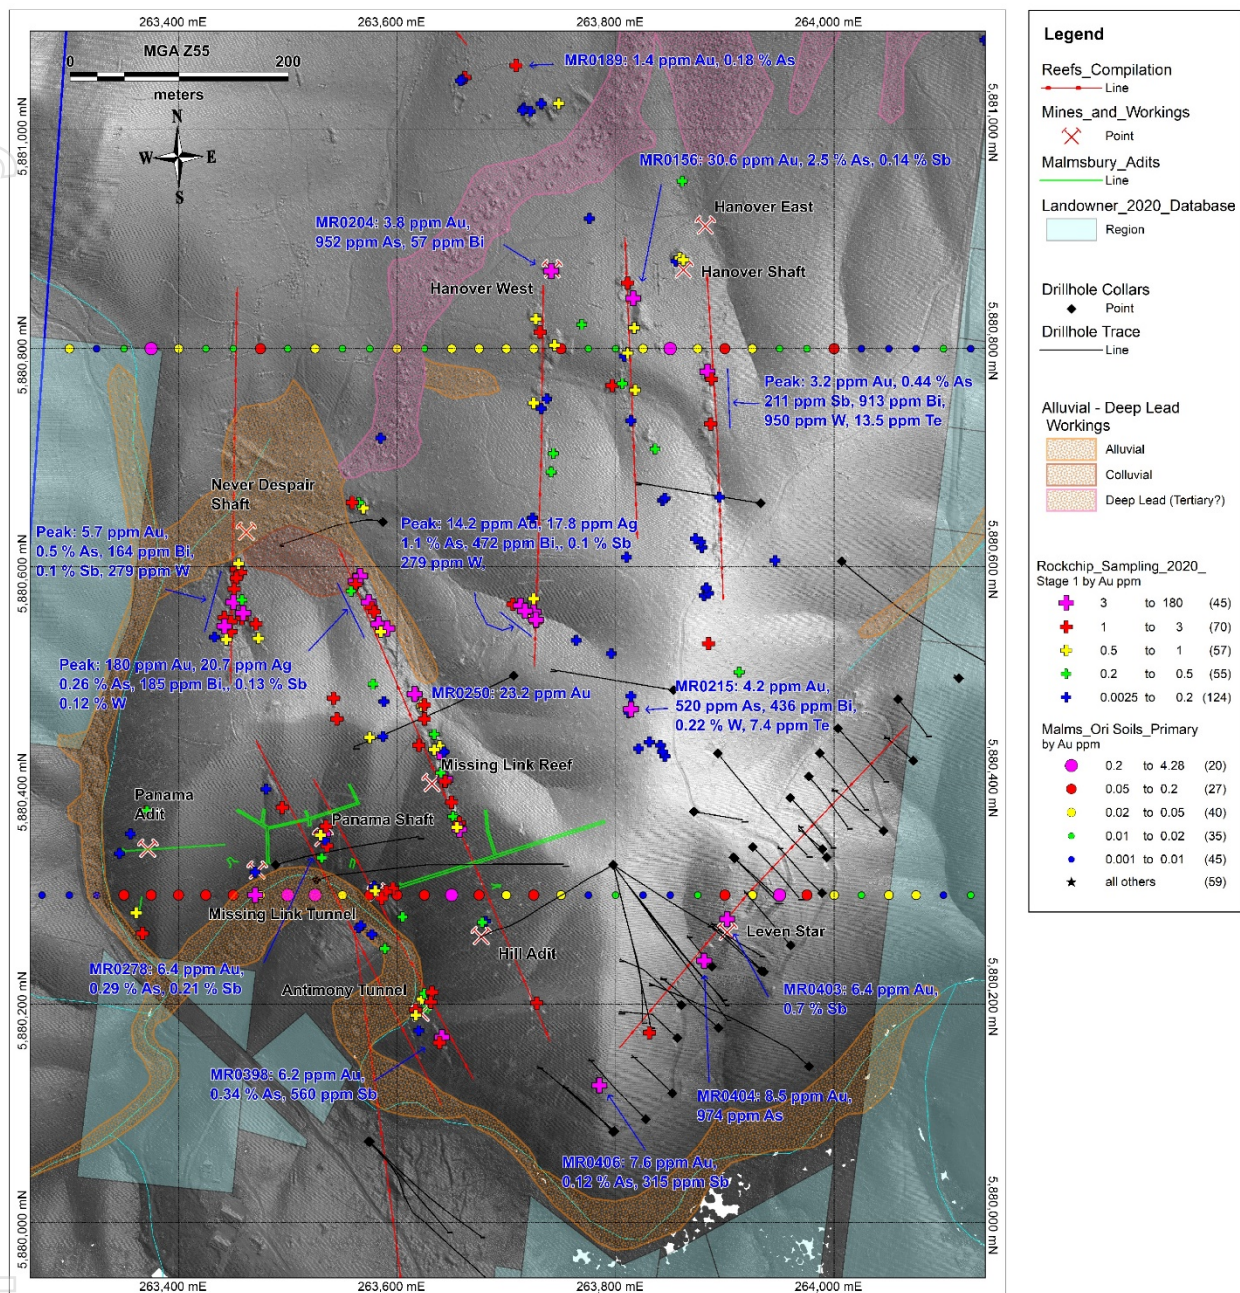 263,400 mE
263,600 mE
263,800 mE
264,000 mE
MGA Z55
0
200
meters
N
W
E
S
5,881,000 mN
5,881,000 mN
MR0189: 1.4 ppm Au, 0.18 % As
MR0156: 30.6 ppm Au, 2.5 % As, 0.14 % Sb
Hanover East
MR0204: 3.8 ppm Au,
952 ppm As, 57 ppm Bi
Hanover Shaft
Hanover West
5,880,800 mN
5,880,800 mN
Peak: 3.2 ppm Au, 0.44 % As
211 ppm Sb, 913 ppm Bi,
950 ppm W, 13.5 ppm Te
Never Despair
Shaft
Peak: 5.7 ppm Au,
0.5 % As, 164 ppm Bi,
0.1 % Sb, 279 ppm W
Peak: 14.2 ppm Au, 17.8 ppm Ag
1.1 % As, 472 ppm Bi,, 0.1 % Sb
279 ppm W,
5,880,600 mN
5,880,600 mN
Peak: 180 ppm Au, 20.7 ppm Ag
0.26 % As, 185 ppm Bi,, 0.13 % Sb
0.12 % W
MR0250: 23.2 ppm Au
MR0215: 4.2 ppm Au,
520 ppm As, 436 ppm Bi,
0.22 % W, 7.4 ppm Te
Missing Link Reef
5,880,400 mN
5,880,400 mN
Panama
Adit
Panama Shaft
Missing Link Tunnel
Leven Star
Hill Adit
MR0278: 6.4 ppm Au,
0.29 % As, 0.21 % Sb
Antimony Tunnel
MR0403: 6.4 ppm Au,
0.7 % Sb
5,880,200 mN
5,880,200 mN
MR0398: 6.2 ppm Au,
0.34 % As, 560 ppm Sb
MR0404: 8.5 ppm Au,
974 ppm As
MR0406: 7.6 ppm Au,
0.12 % As, 315 ppm Sb
5,880,000 mN
5,880,000 mN
263,400 mE
263,600 mE
263,800 mE
264,000 mE
Legend
Reefs_Compilation
Line
Mines_and_Workings
Point
Malmsbury_Adits
Line
Landowner_2020_Database
Region
Drillhole Collars
Point
Drillhole Trace
Line
Alluvial - Deep Lead
Workings
Alluvial
Colluvial
Deep Lead (Tertiary?)
Rockchip_Sampling_2020_
Stage 1 by Au ppm
3 to 180 (45)
1 to 3 (70)
0.5 to 1 (57)
0.2 to 0.5 (55)
0.0025 to 0.2 (124)
Malms_Ori Soils_Primary
by Au ppm
0.2 to 4.28 (20)
0.05 to 0.2 (27)
0.02 to 0.05 (40)
0.01 to 0.02 (35)
0.001 to 0.01 (45)
all others (59)